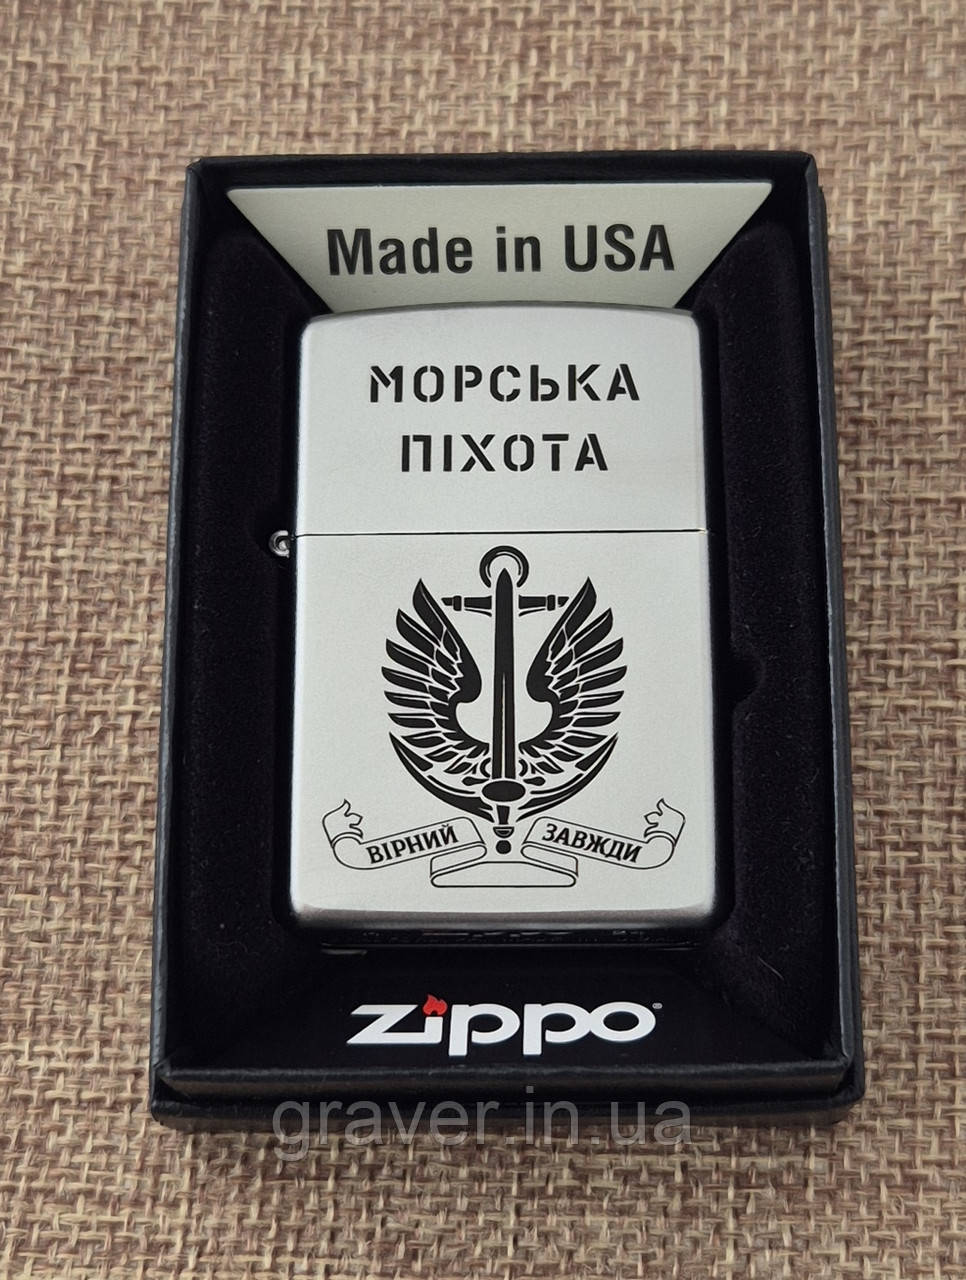 Made in USA
МОРСЬКА
ПІХОТА
ВІРНИЙ ЗАВЖДИ
zippo
graver.in.ua